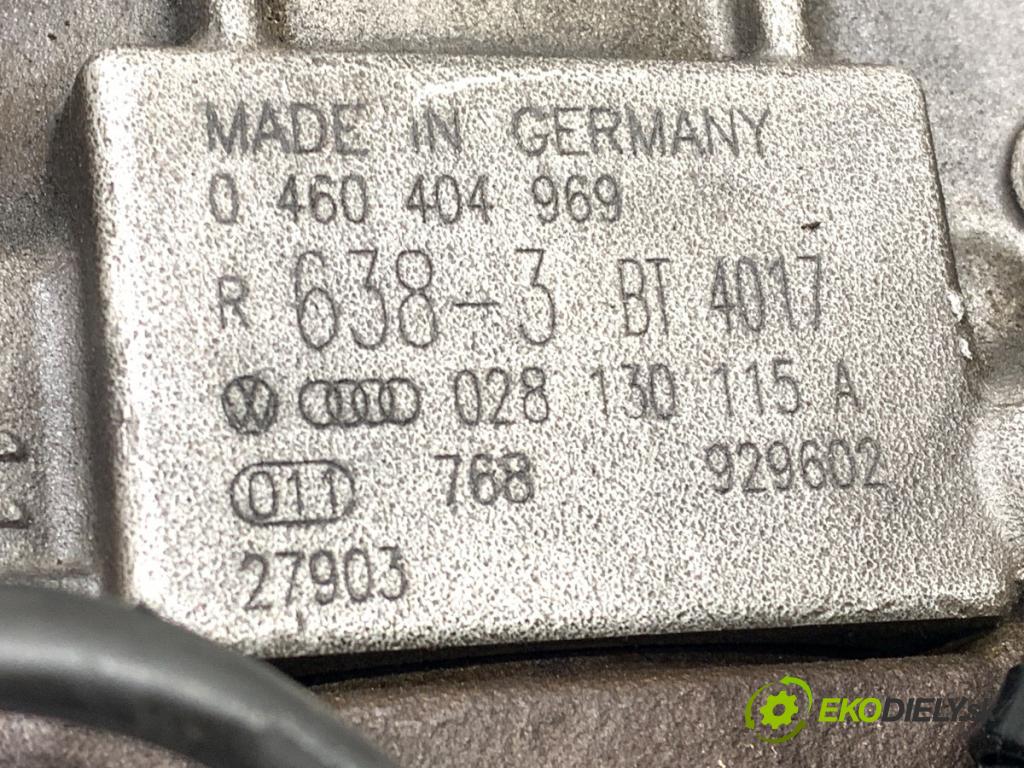 MADE IN GERMANY
0 460 404 969
R 638-3 BT 4017
028 130 115 A
011 768 929602
27903
EKODIELY.sk